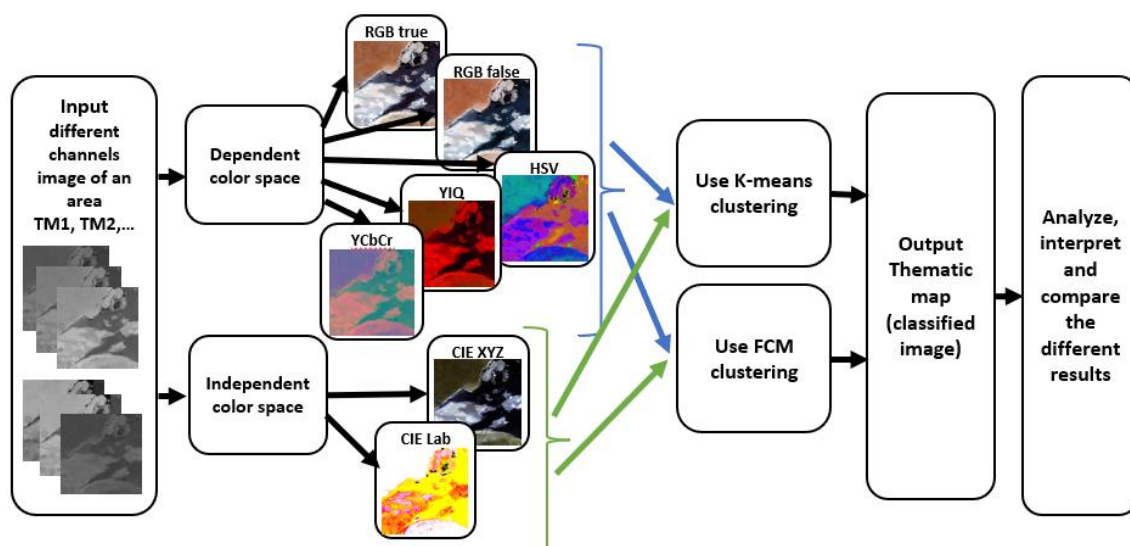 Input
different
channels
image of an
area
TM1, TM2,...
Dependent
color space
RGB true
RGB false
HSV
YIQ
YCbCr
Independent
color space
CIE XYZ
CIE Lab
Use K-means
clustering
Use FCM
clustering
Output
Thematic
map
(classified
image)
Analyze,
interpret
and
compare
the
different
results